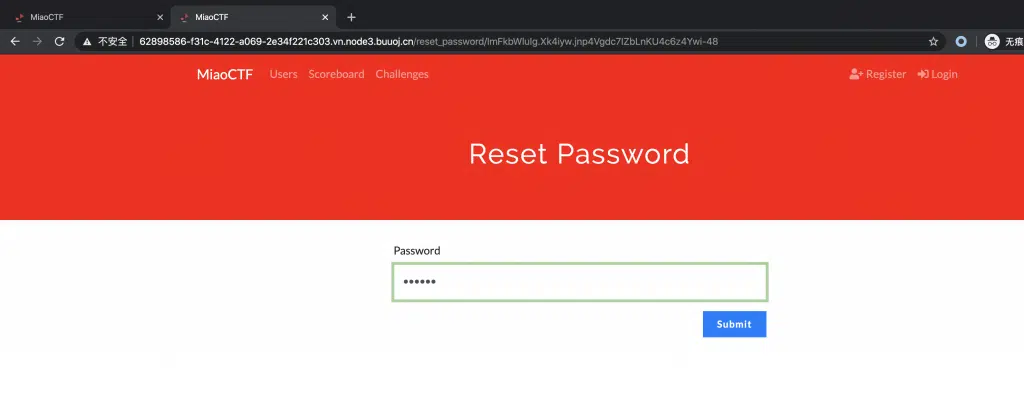 MiaoCTF
MiaoCTF
不安全 62898586-f31c-4122-a069-2e34f221c303.vn.node3.buuoj.cn/reset_password/ImFkbWluIg.Xk4iyw.jnp4Vgdc7IZbLnKU4c6z4Ywi-48 无痕
MiaoCTF Users Scoreboard Challenges Register Login
Reset Password
Password
Submit